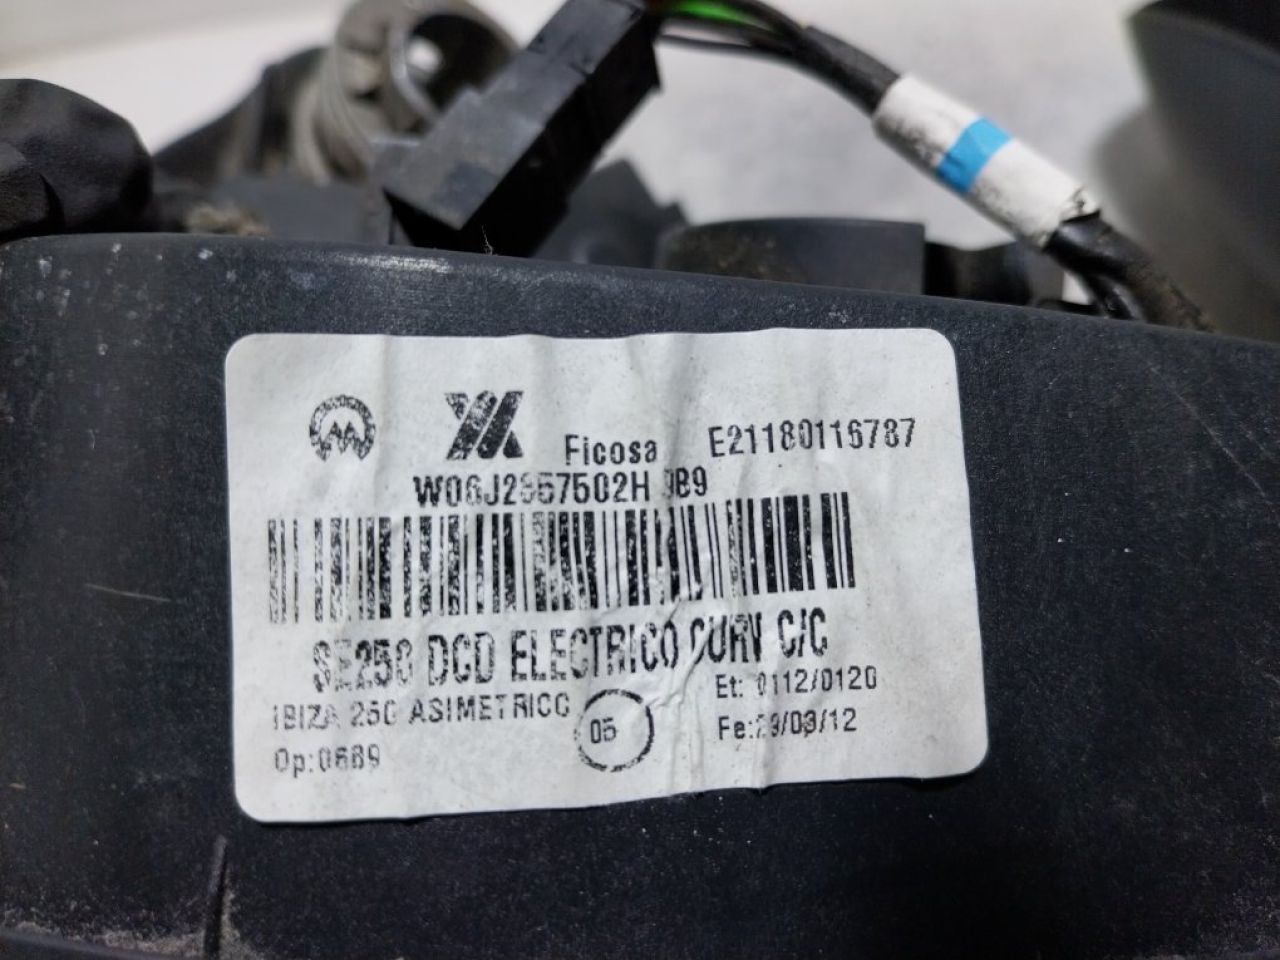 Ficosa E21180116787
W06J2857502H 9B9
SE250 DCD ELECTRICO CURV C/C
IBIZA 250 ASIMETRICO
05
Et: 0112/0120
Op:0689
Fe:29/03/12